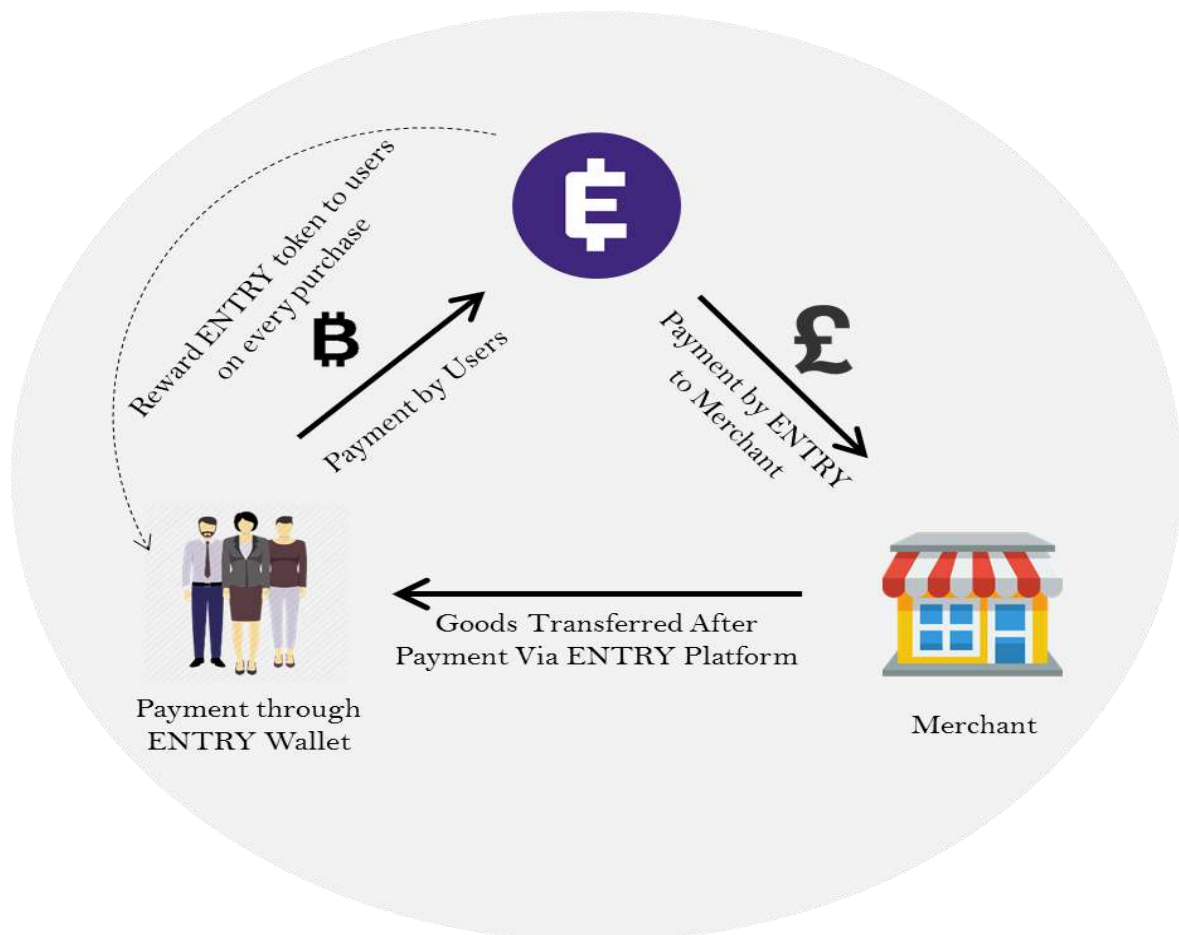 Reward ENTRY token to users
on every purchase
₿
Payment by Users
£
Payment by ENTRY
to Merchant
Goods Transferred After
Payment Via ENTRY Platform
Payment through
ENTRY Wallet
Merchant